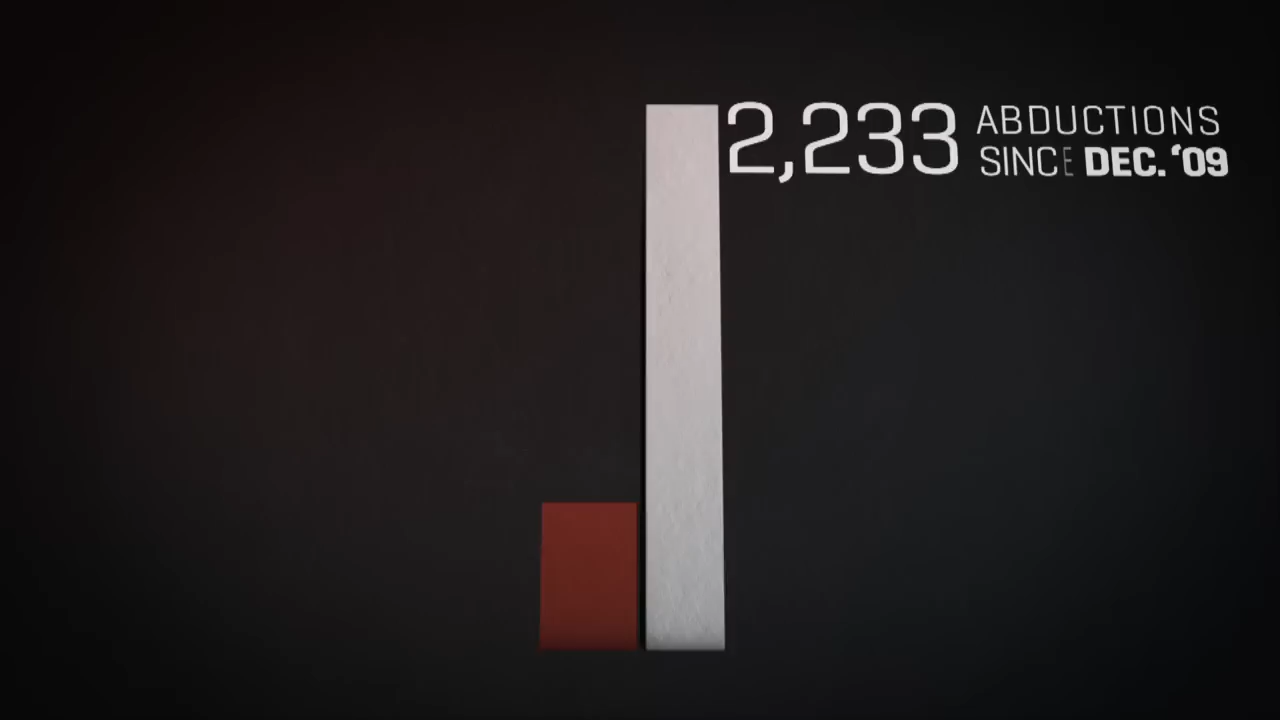 2,233 ABDUCTIONS
SINCE DEC. ‘09